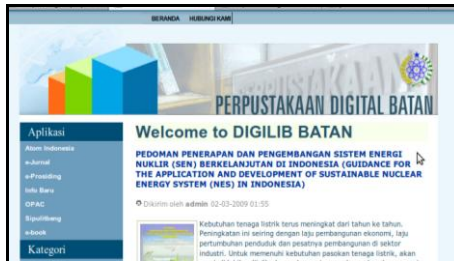 BERANDA HUBUNGI KAMI
PERPUSTAKAAN DIGITAL BATAN
Aplikasi
Atom Indonesia
e-Jurnal
e-Prosiding
Info Baru
OPAC
Sipulitbang
e-book
Kategori
Welcome to DIGILIB BATAN
PEDOMAN PENERAPAN DAN PENGEMBANGAN SISTEM ENERGI
NUKLIR (SEN) BERKELANJUTAN DI INDONESIA (GUIDANCE FOR
THE APPLICATION AND DEVELOPMENT OF SUSTAINABLE NUCLEAR
ENERGY SYSTEM (NES) IN INDONESIA)
Dikirim oleh admin 02-03-2009 01:55
Kebutuhan tenaga listrik terus meningkat dari tahun ke tahun.
Peningkatan ini seiring dengan laju pembangunan ekonomi, laju
pertumbuhan penduduk dan pesatnya pembangunan di sektor
industri. Untuk memenuhi kebutuhan pasokan tenaga listrik, akan